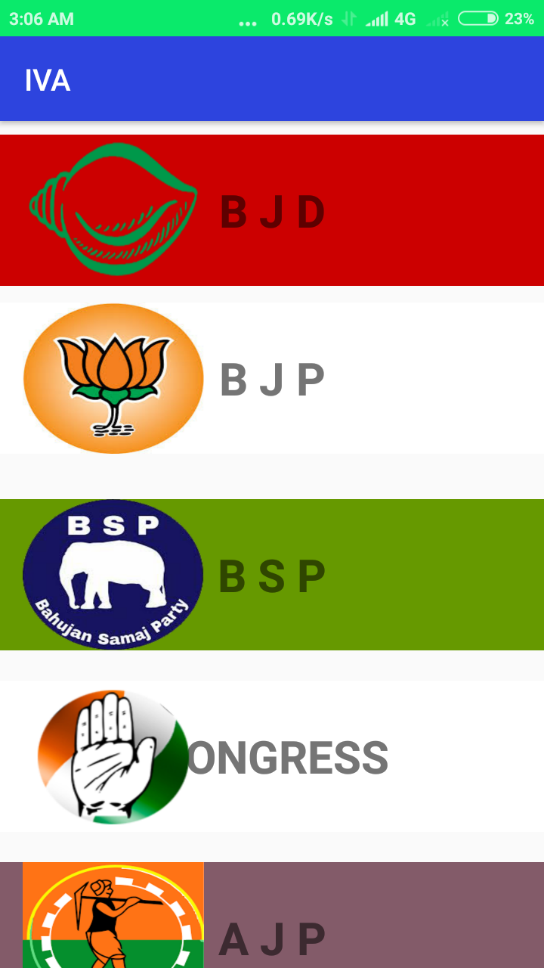 3:06 AM ... 0.69K/s 4G 23%
IVA
B J D
B J P
B S P
Bahujan Samaj Party
B S P
ONGRESS
A J P